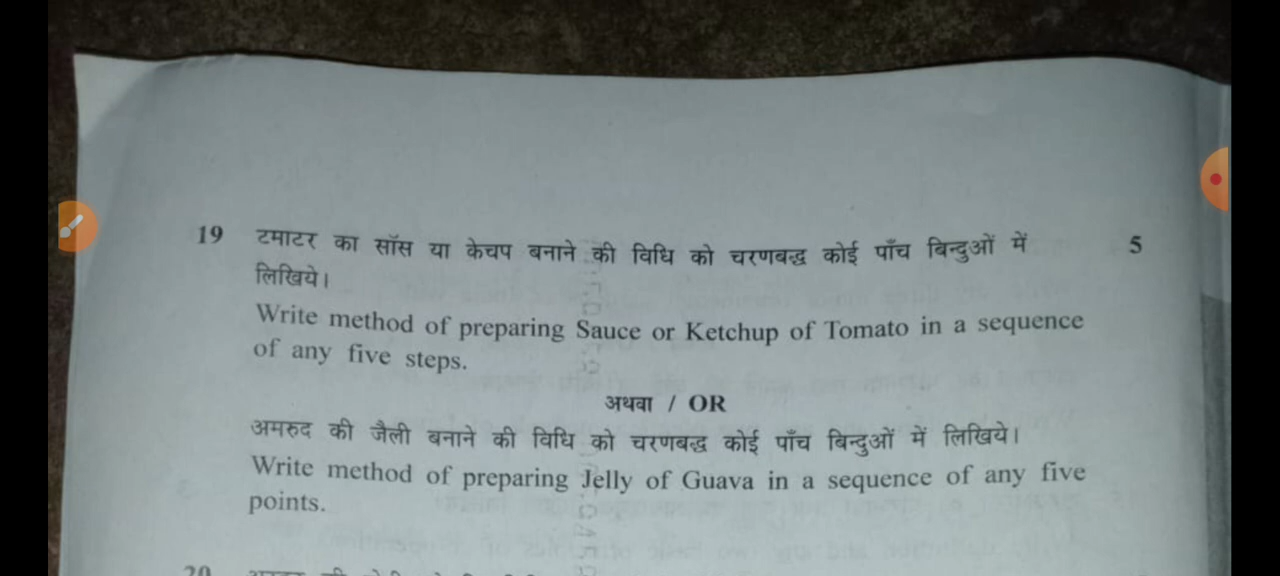 19 टमाटर का सॉस या केचप बनाने की विधि को चरणबद्ध कोई पाँच बिन्दुओं में 5
लिखिये।
Write method of preparing Sauce or Ketchup of Tomato in a sequence
of any five steps.
अथवा / OR
अमरुद की जैली बनाने की विधि को चरणबद्ध कोई पाँच बिन्दुओं में लिखिये।
Write method of preparing Jelly of Guava in a sequence of any five
points.
20